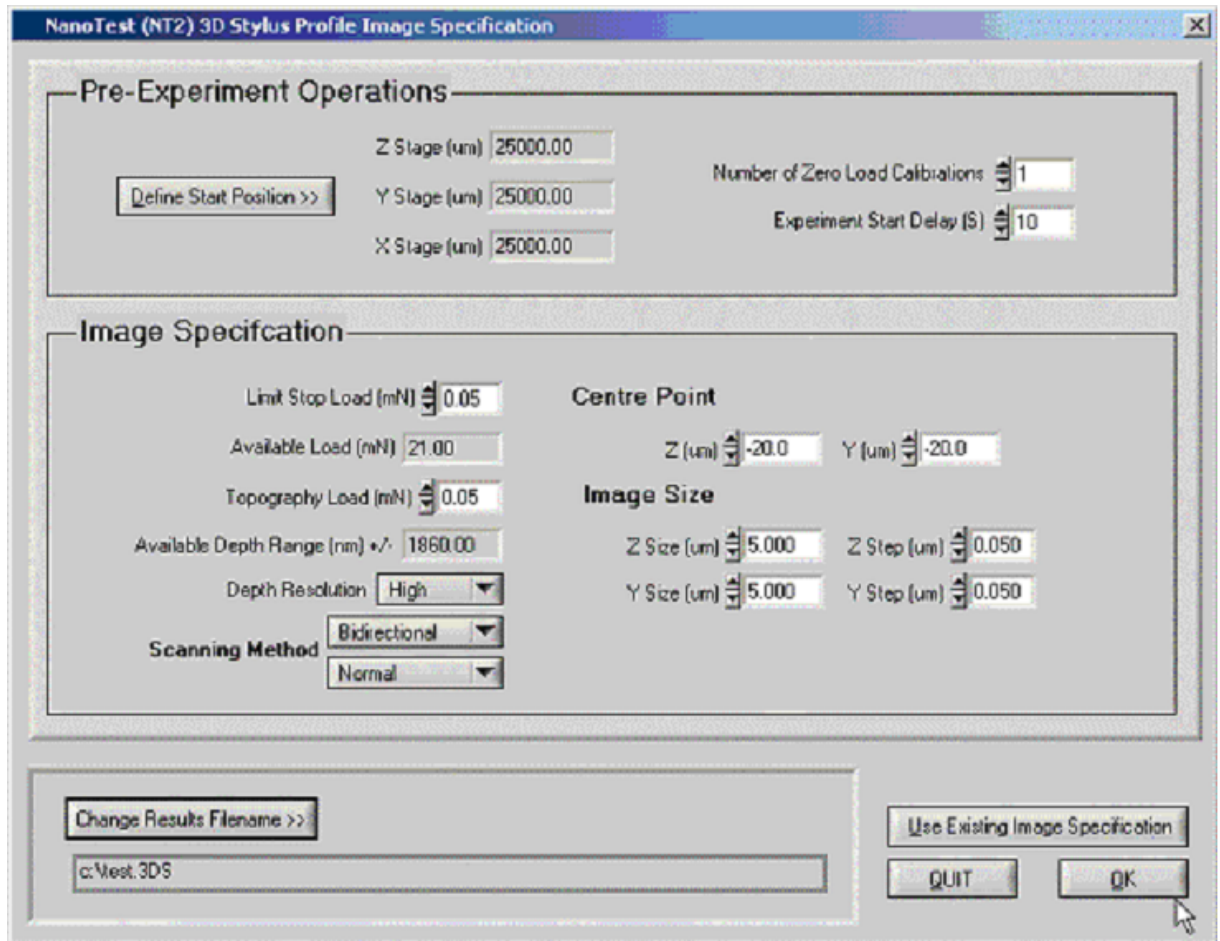 NanoTest (NT2) 3D Stylus Profile Image Specification
Pre-Experiment Operations
Define Start Position >>
Z Stage (um) 25000.00
Y Stage (um) 25000.00
X Stage (um) 25000.00
Number of Zero Load Calibrations 1
Experiment Start Delay (S) 10
Image Specifcation
Limit Stop Load (mN) 0.05
Available Load (mN) 21.00
Topography Load (mN) 0.05
Available Depth Range (nm) +/- 1860.00
Depth Resolution High
Scanning Method Bidirectional
Normal
Centre Point
Z (um) -20.0 Y (um) -20.0
Image Size
Z Size (um) 5.000 Z Step (um) 0.050
Y Size (um) 5.000 Y Step (um) 0.050
Change Results Filename >>
c:\test.3DS
Use Existing Image Specification
QUIT OK